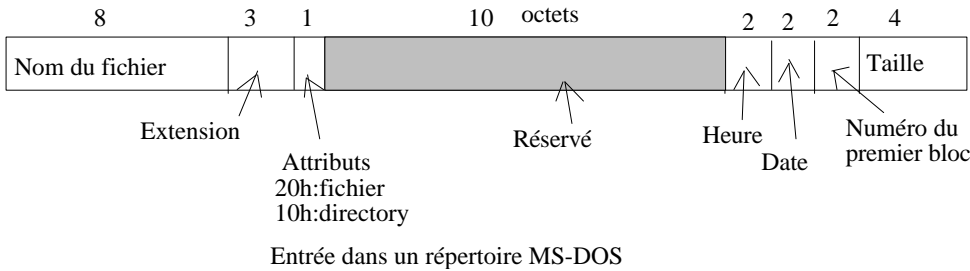 8 3 1 10 octets 2 2 2 4
Nom du fichier
Taille
Extension
Réservé
Heure
Numéro du
premier bloc
Attributs
20h:fichier
10h:directory
Date
Entrée dans un répertoire MS-DOS